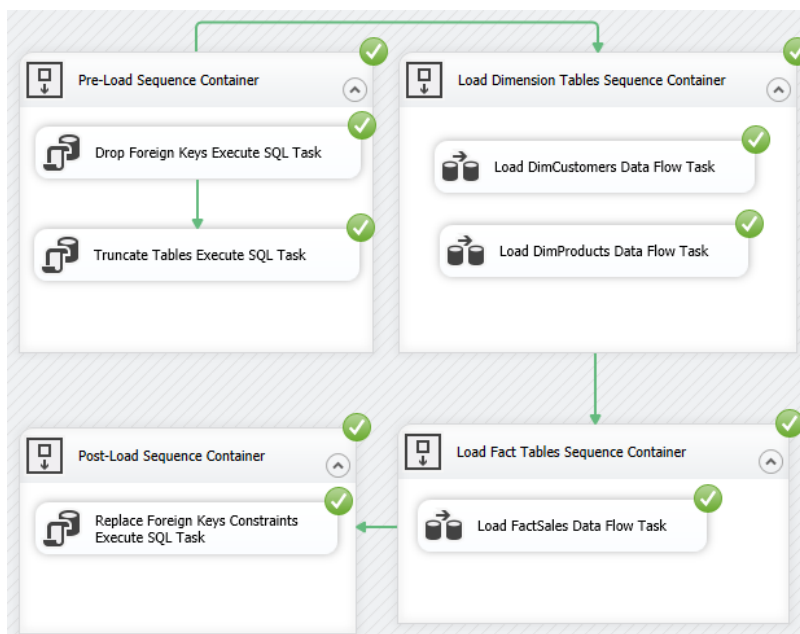 Pre-Load Sequence Container
Load Dimension Tables Sequence Container
Drop Foreign Keys Execute SQL Task
Load DimCustomers Data Flow Task
Truncate Tables Execute SQL Task
Load DimProducts Data Flow Task
Post-Load Sequence Container
Load Fact Tables Sequence Container
Replace Foreign Keys Constraints
Execute SQL Task
Load FactSales Data Flow Task